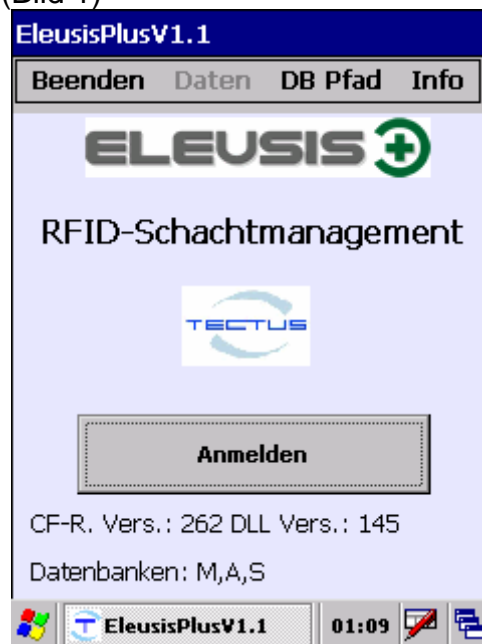 (Bild 1)
EleusisPlusV1.1
Beenden Daten DB Pfad Info
ELEUSIS
RFID-Schachtmanagement
TECTUS
Anmelden
CF-R. Vers.: 262 DLL Vers.: 145
Datenbanken: M,A,S
EleusisPlusV1.1 01:09